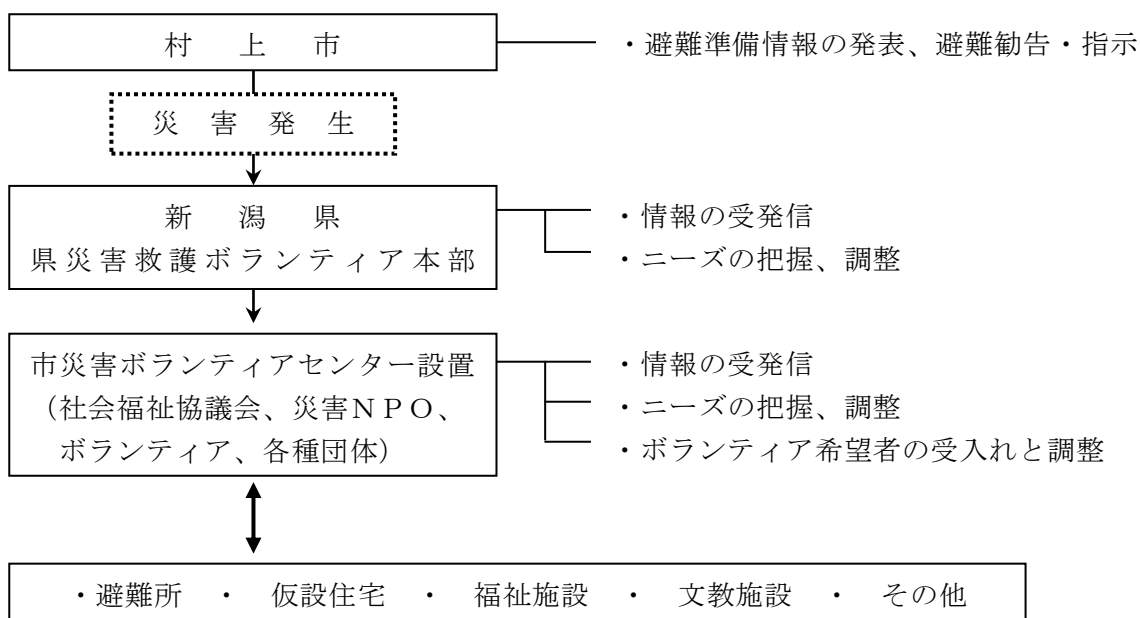 村　上　市
・避難準備情報の発表、避難勧告・指示
災　害　発　生
新　潟　県
県災害救護ボランティア本部
・情報の受発信
・ニーズの把握、調整
市災害ボランティアセンター設置
（社会福祉協議会、災害ＮＰＯ、
ボランティア、各種団体）
・情報の受発信
・ニーズの把握、調整
・ボランティア希望者の受入れと調整
・避難所　・　仮設住宅　・　福祉施設　・　文教施設　・　その他